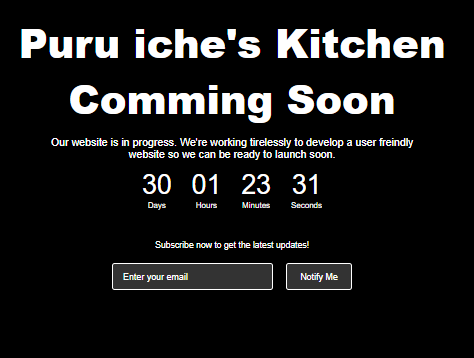 Puru iche's Kitchen
Comming Soon
Our website is in progress. We're working tirelessly to develop a user freindly
website so we can be ready to launch soon.
30 01 23 31
Days Hours Minutes Seconds
Subscribe now to get the latest updates!
Enter your email Notify Me